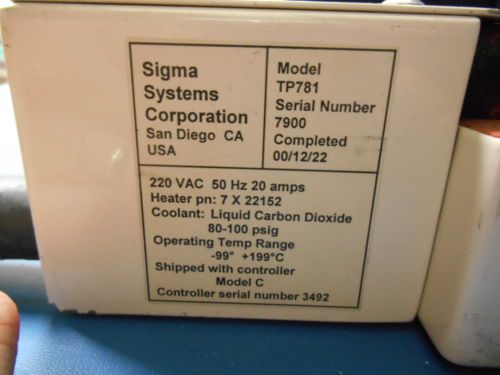 Sigma
Systems
Corporation
San Diego CA
USA
Model
TP781
Serial Number
7900
Completed
00/12/22
220 VAC 50 Hz 20 amps
Heater pn: 7 X 22152
Coolant: Liquid Carbon Dioxide
80-100 psig
Operating Temp Range
-99° +199°C
Shipped with controller
Model C
Controller serial number 3492